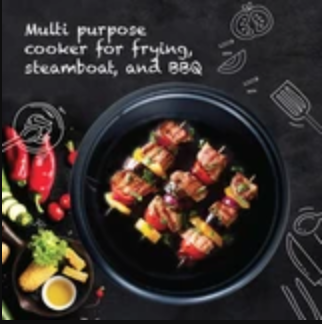 Multi purpose
cooker for frying,
steamboat, and BBQ